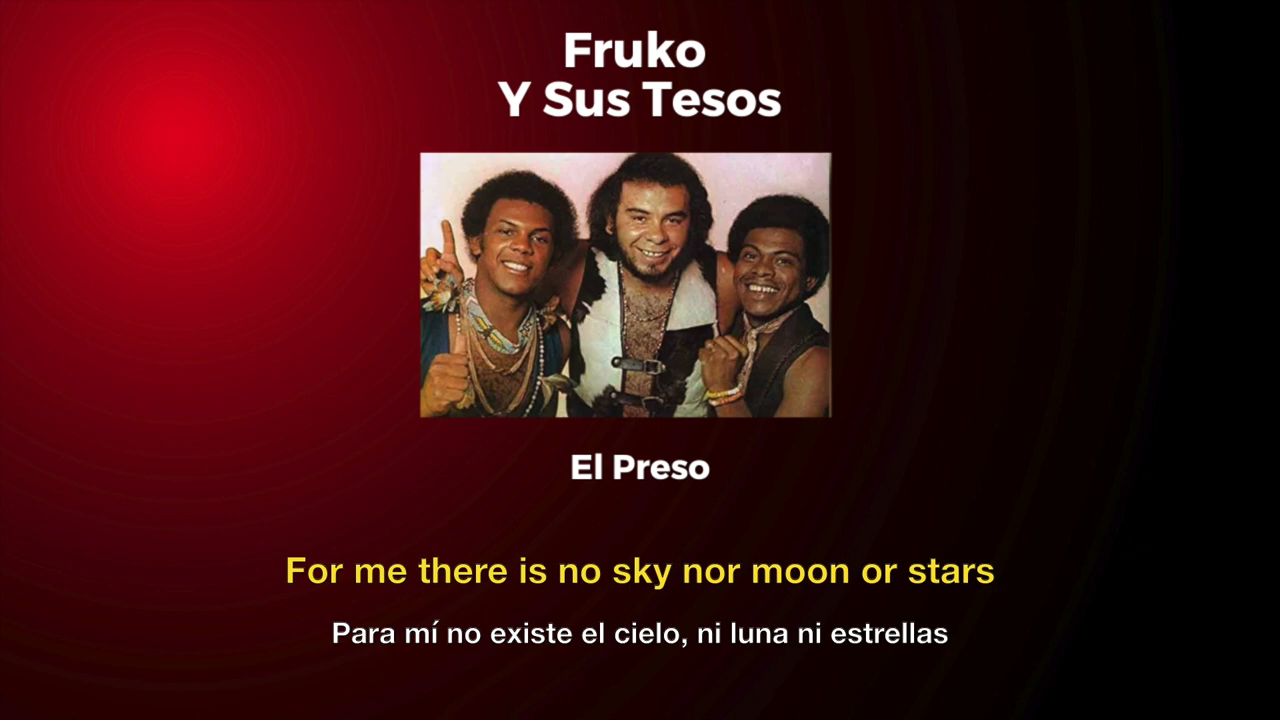 Fruko
Y Sus Tesos
El Preso
For me there is no sky nor moon or stars
Para mí no existe el cielo, ni luna ni estrellas